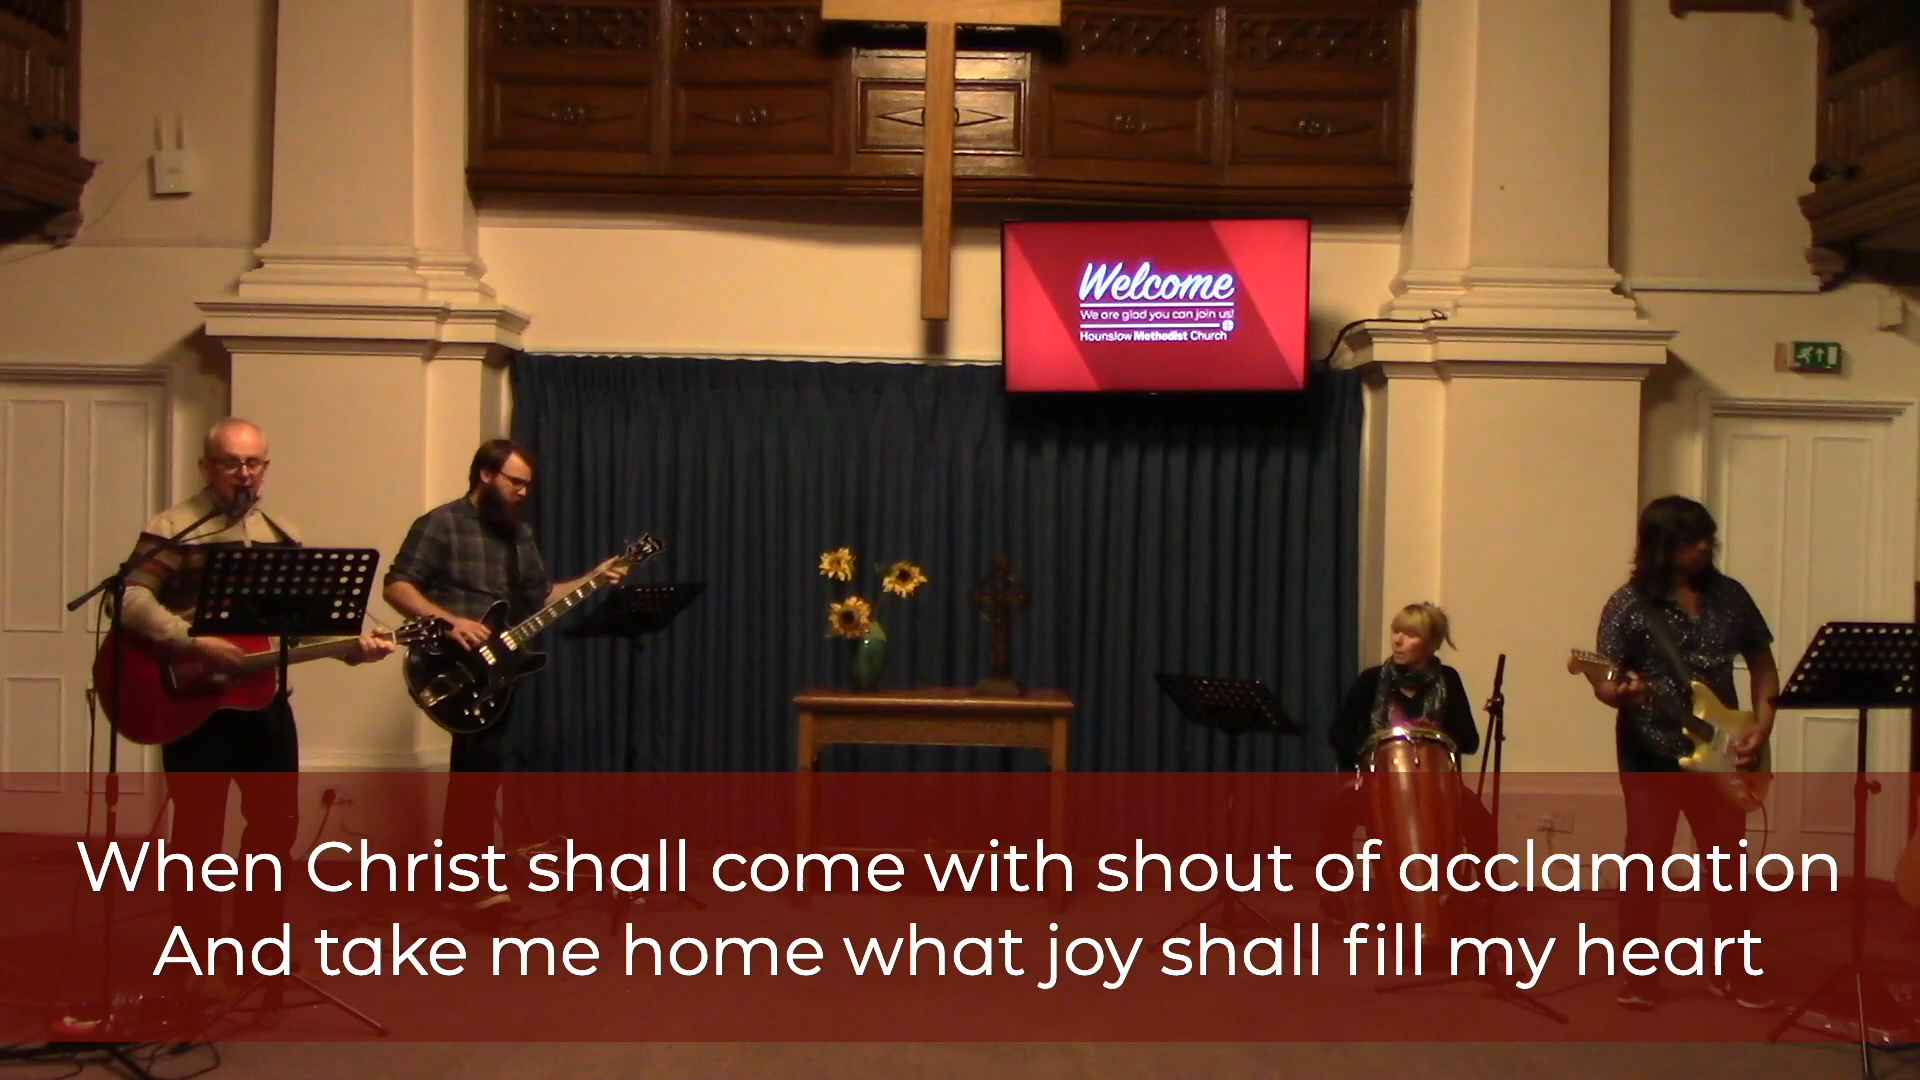 Welcome
We are glad you can join us!
Hounslow Methodist Church
When Christ shall come with shout of acclamation
And take me home what joy shall fill my heart